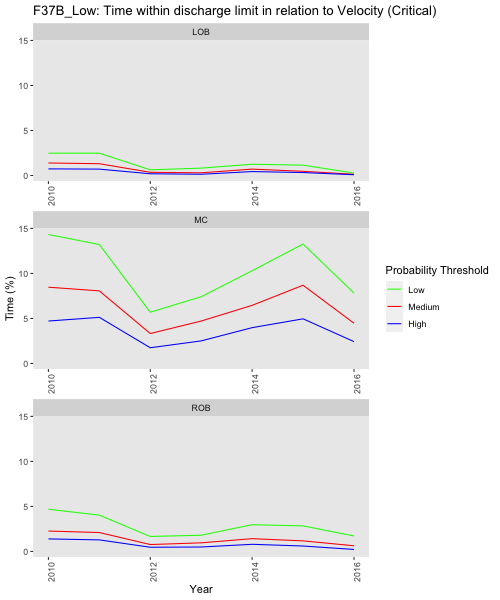 F37B_Low: Time within discharge limit in relation to Velocity (Critical)
LOB
15
10
5
0
2010
2012
2014
2016
MC
15
10
5
0
2010
2012
2014
2016
ROB
15
10
5
0
2010
2012
2014
2016
Time (%)
Year
Probability Threshold
Low
Medium
High